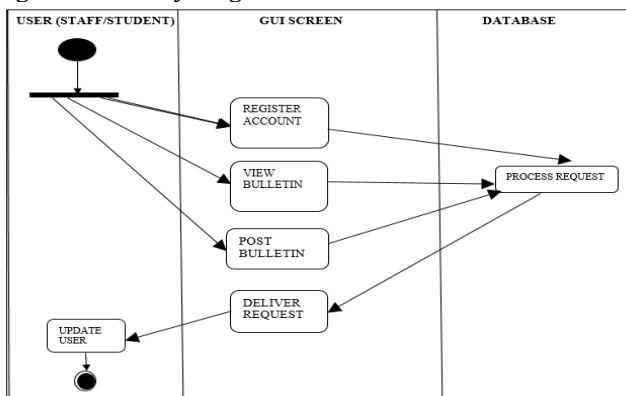 USER (STAFF/STUDENT)
GUI SCREEN
DATABASE
REGISTER
ACCOUNT
VIEW
BULLETIN
PROCESS REQUEST
POST
BULLETIN
DELIVER
REQUEST
UPDATE
USER